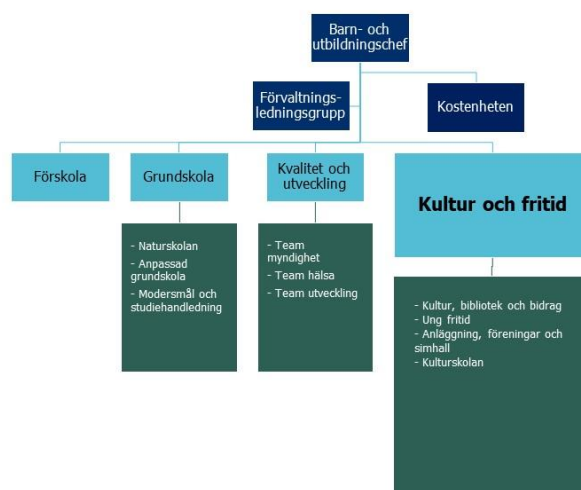 Barn- och
utbildningschef
Förvaltnings-
ledningsgrupp
Kostenheten
Förskola
Grundskola
Kvalitet och
utveckling
Kultur och fritid
- Naturskolan
- Anpassad
grundskola
- Modersmål och
studiehandledning
- Team
myndighet
- Team hälsa
- Team utveckling
- Kultur, bibliotek och bidrag
- Ung fritid
- Anläggning, föreningar och
simhall
- Kulturskolan